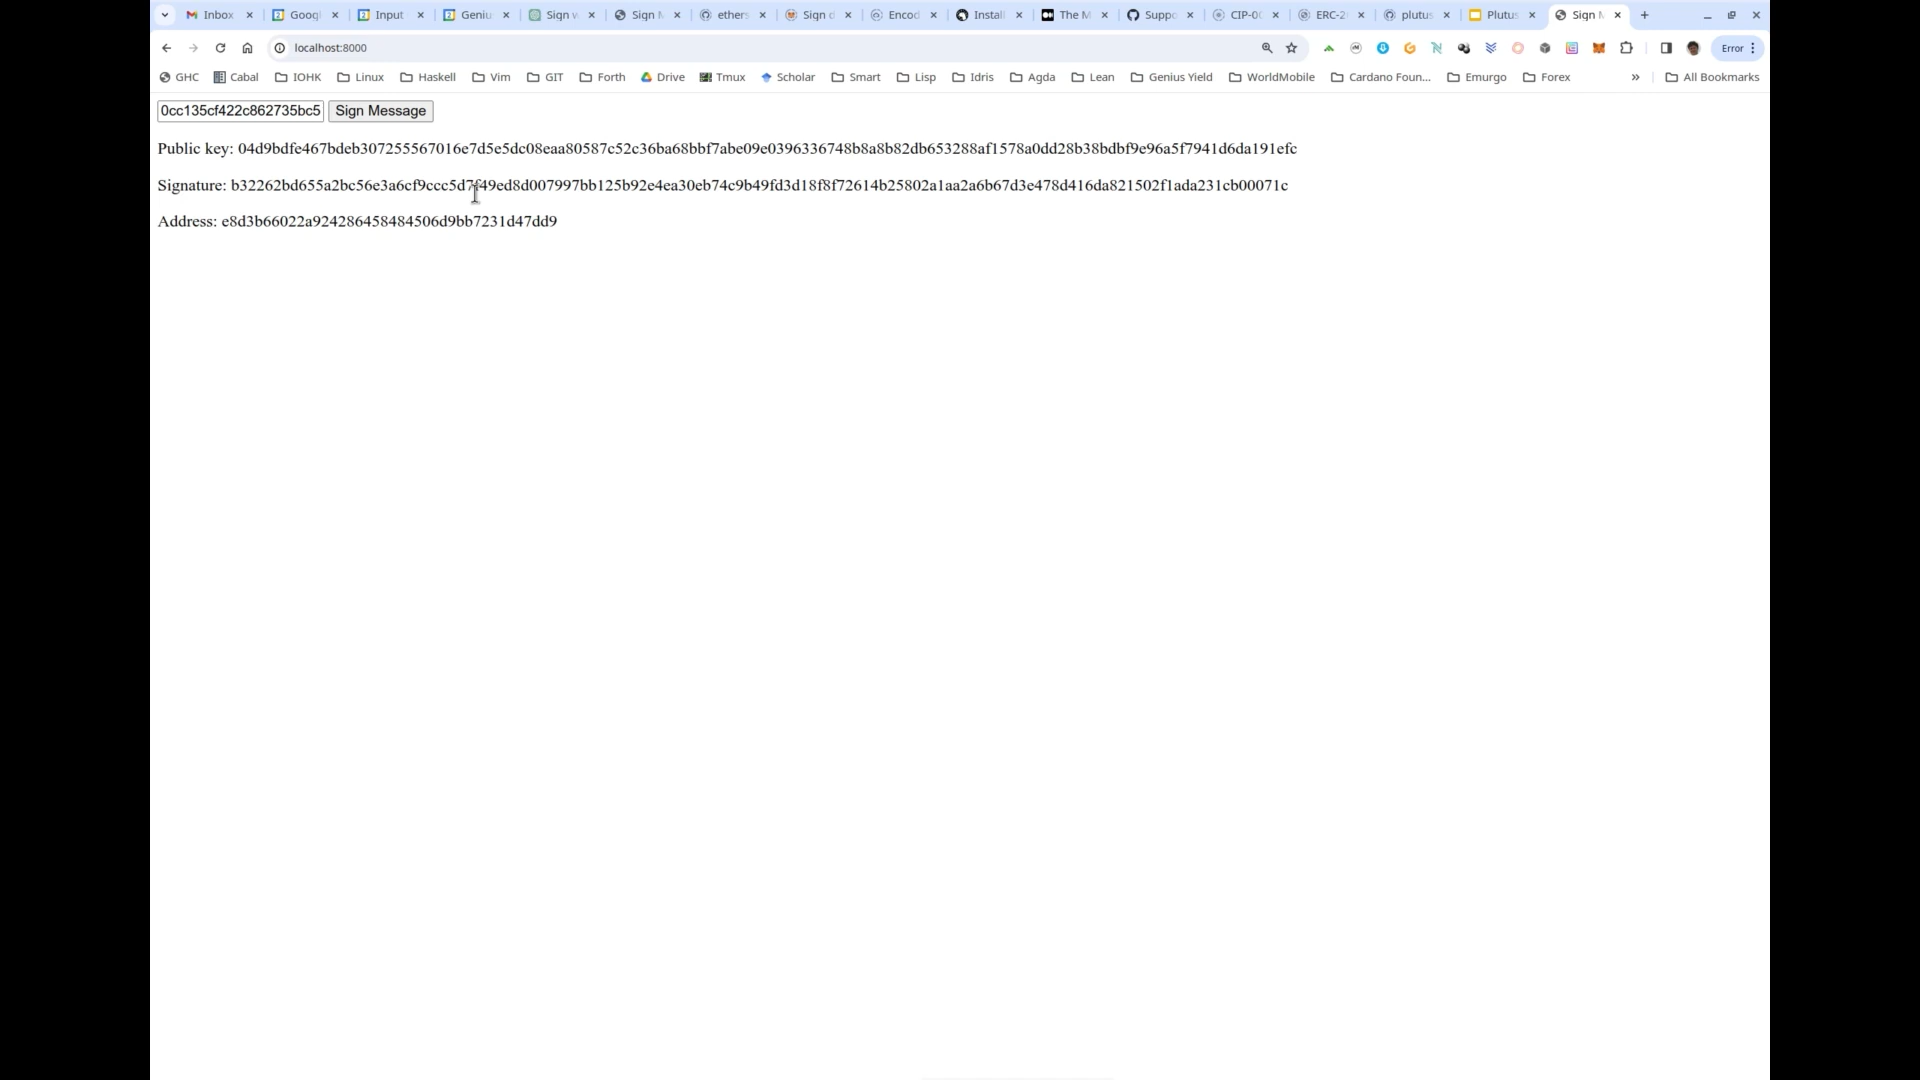 Inbox Googl Input Geniu Sign w Sign M ethers Sign d Encod Install The M Suppo CIP-00 ERC-2 plutus Plutus Sign M
localhost:8000 Error
GHC Cabal IOHK Linux Haskell Vim GIT Forth Drive Tmux Scholar Smart Lisp Idris Agda Lean Genius Yield WorldMobile Cardano Foun... Emurgo Forex » All Bookmarks
0cc135cf422c862735bc5 Sign Message
Public key: 04d9bdfe467bdeb307255567016e7d5e5dc08eaa80587c52c36ba68bbf7abe09e0396336748b8a8b82db653288af1578a0dd28b38bdbf9e96a5f7941d6da191efc
Signature: b32262bd655a2bc56e3a6cf9ccc5d7f49ed8d007997bb125b92e4ea30eb74c9b49fd3d18f8f72614b25802a1aa2a6b67d3e478d416da821502f1ada231cb00071c
Address: e8d3b66022a924286458484506d9bb7231d47dd9